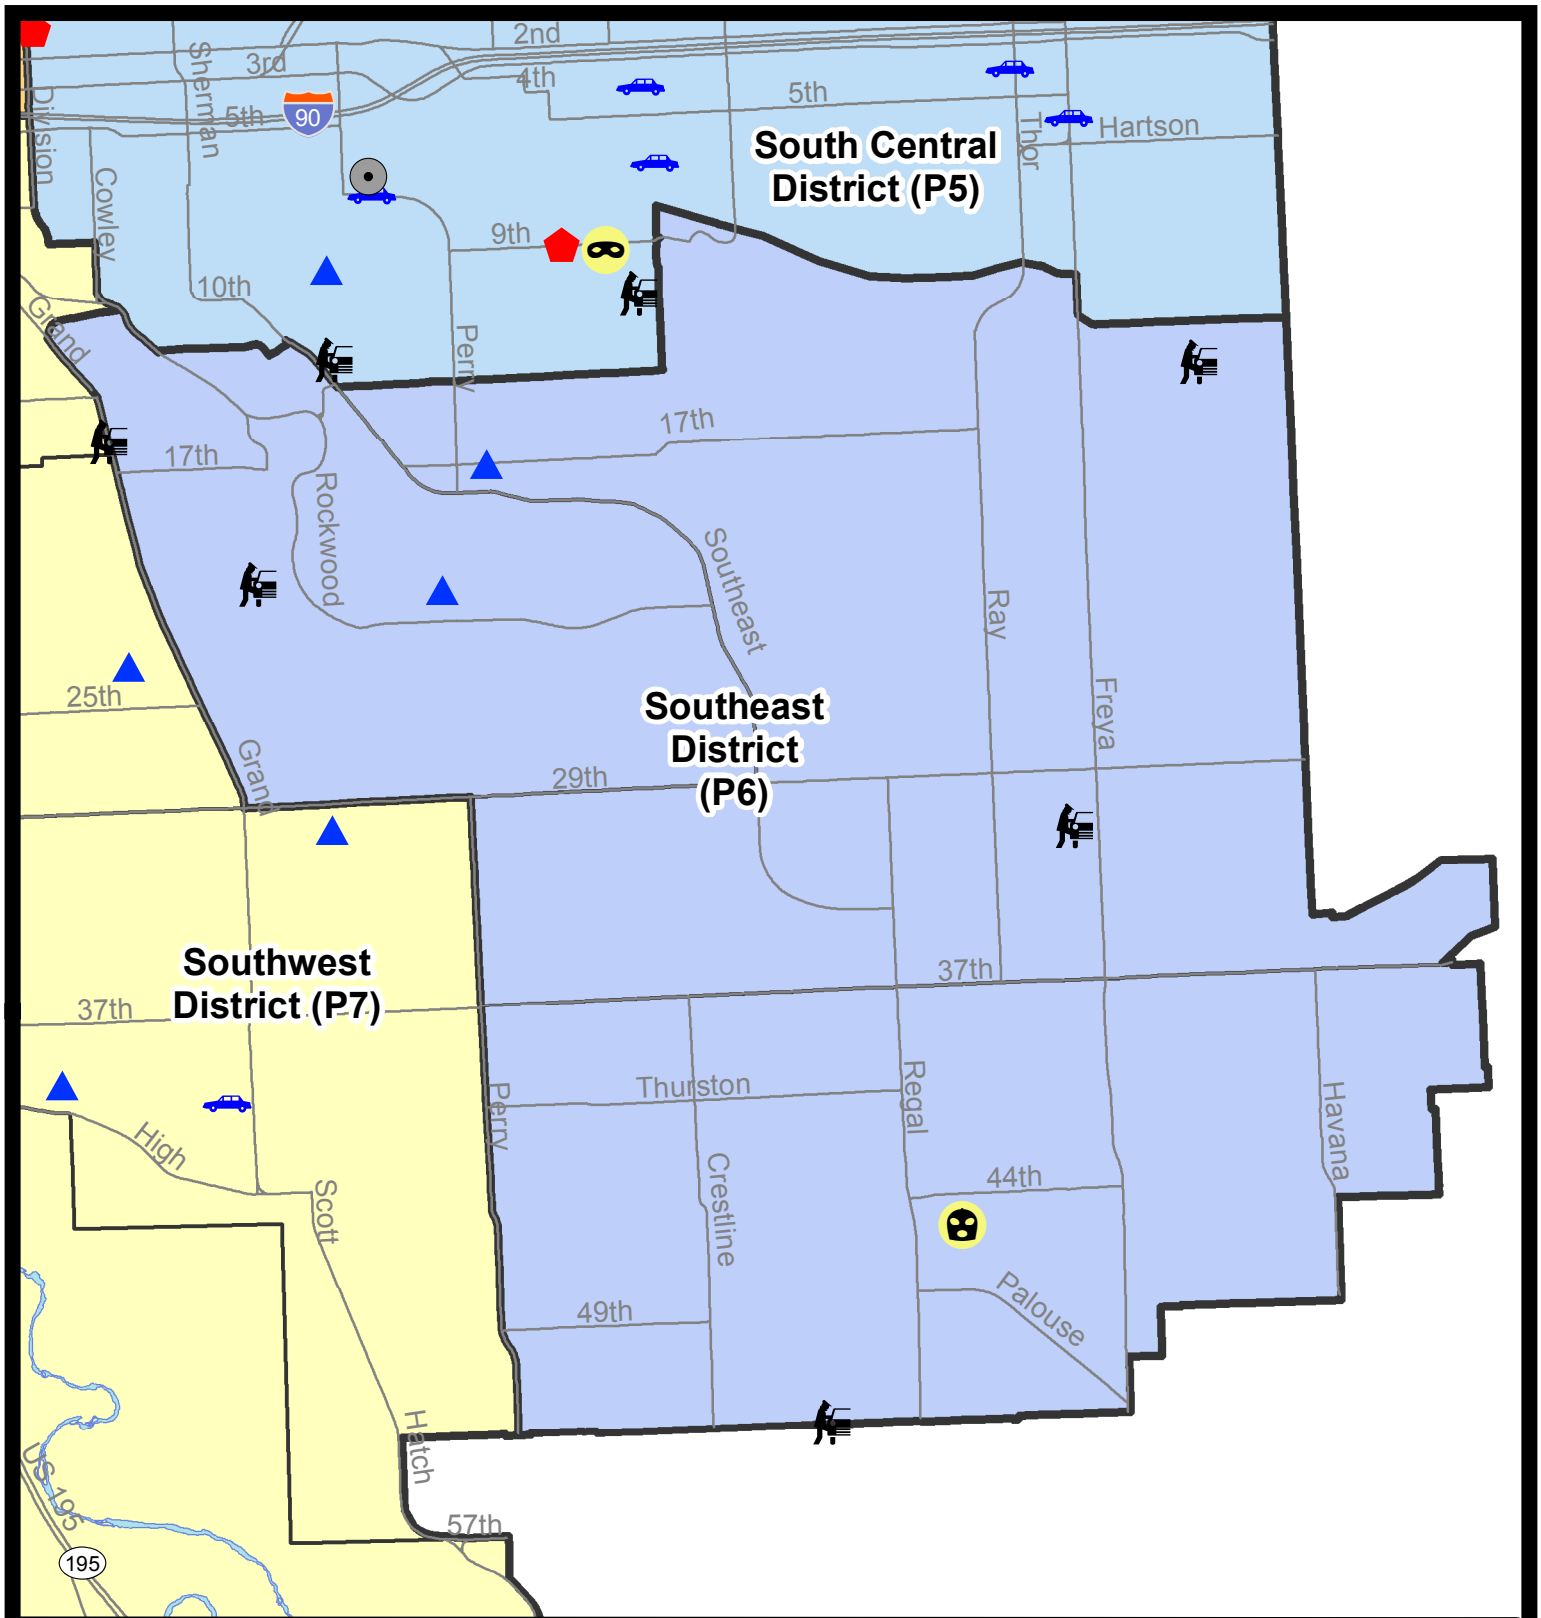 2nd
3rd
Sherman
4th
5th
Division
5th
90
Thor
Hartson
South Central
District (P5)
Cowley
9th
10th
Grand
Perry
17th
17th
Rockwood
Southeast
Ray
25th
Freya
Southeast
District
(P6)
Grand
29th
Southwest
District (P7)
37th
37th
Thurston
Perry
Regal
Havana
High
Crestline
44th
Scott
Palouse
49th
Hatch
US 195
57th
195